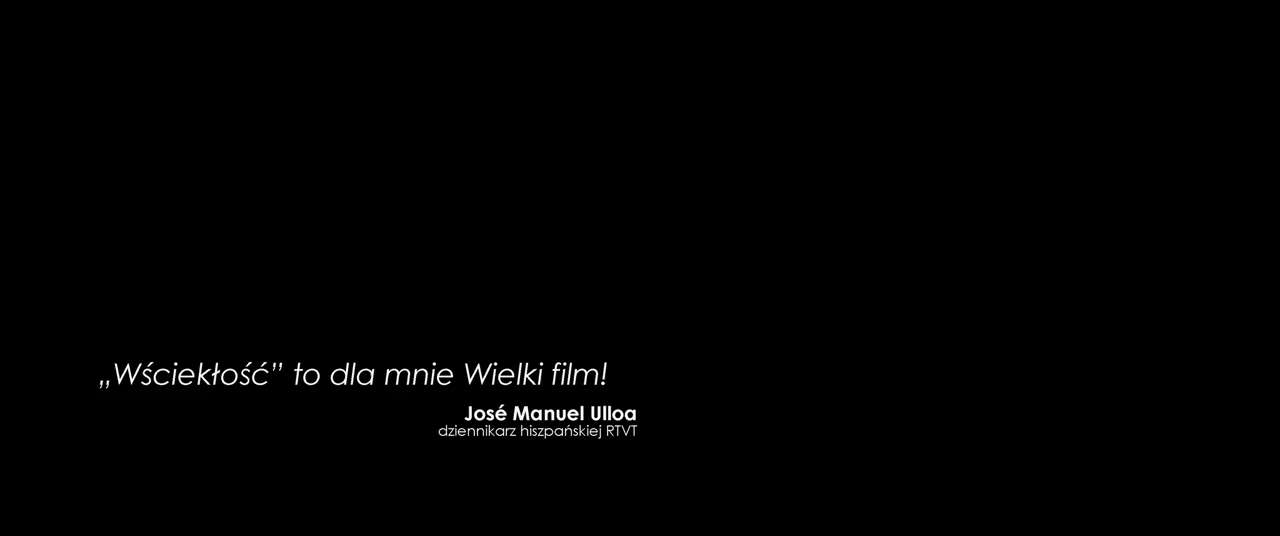 „Wściekłość” to dla mnie Wielki film!
José Manuel Ulloa
dziennikarz hiszpańskiej RTVT